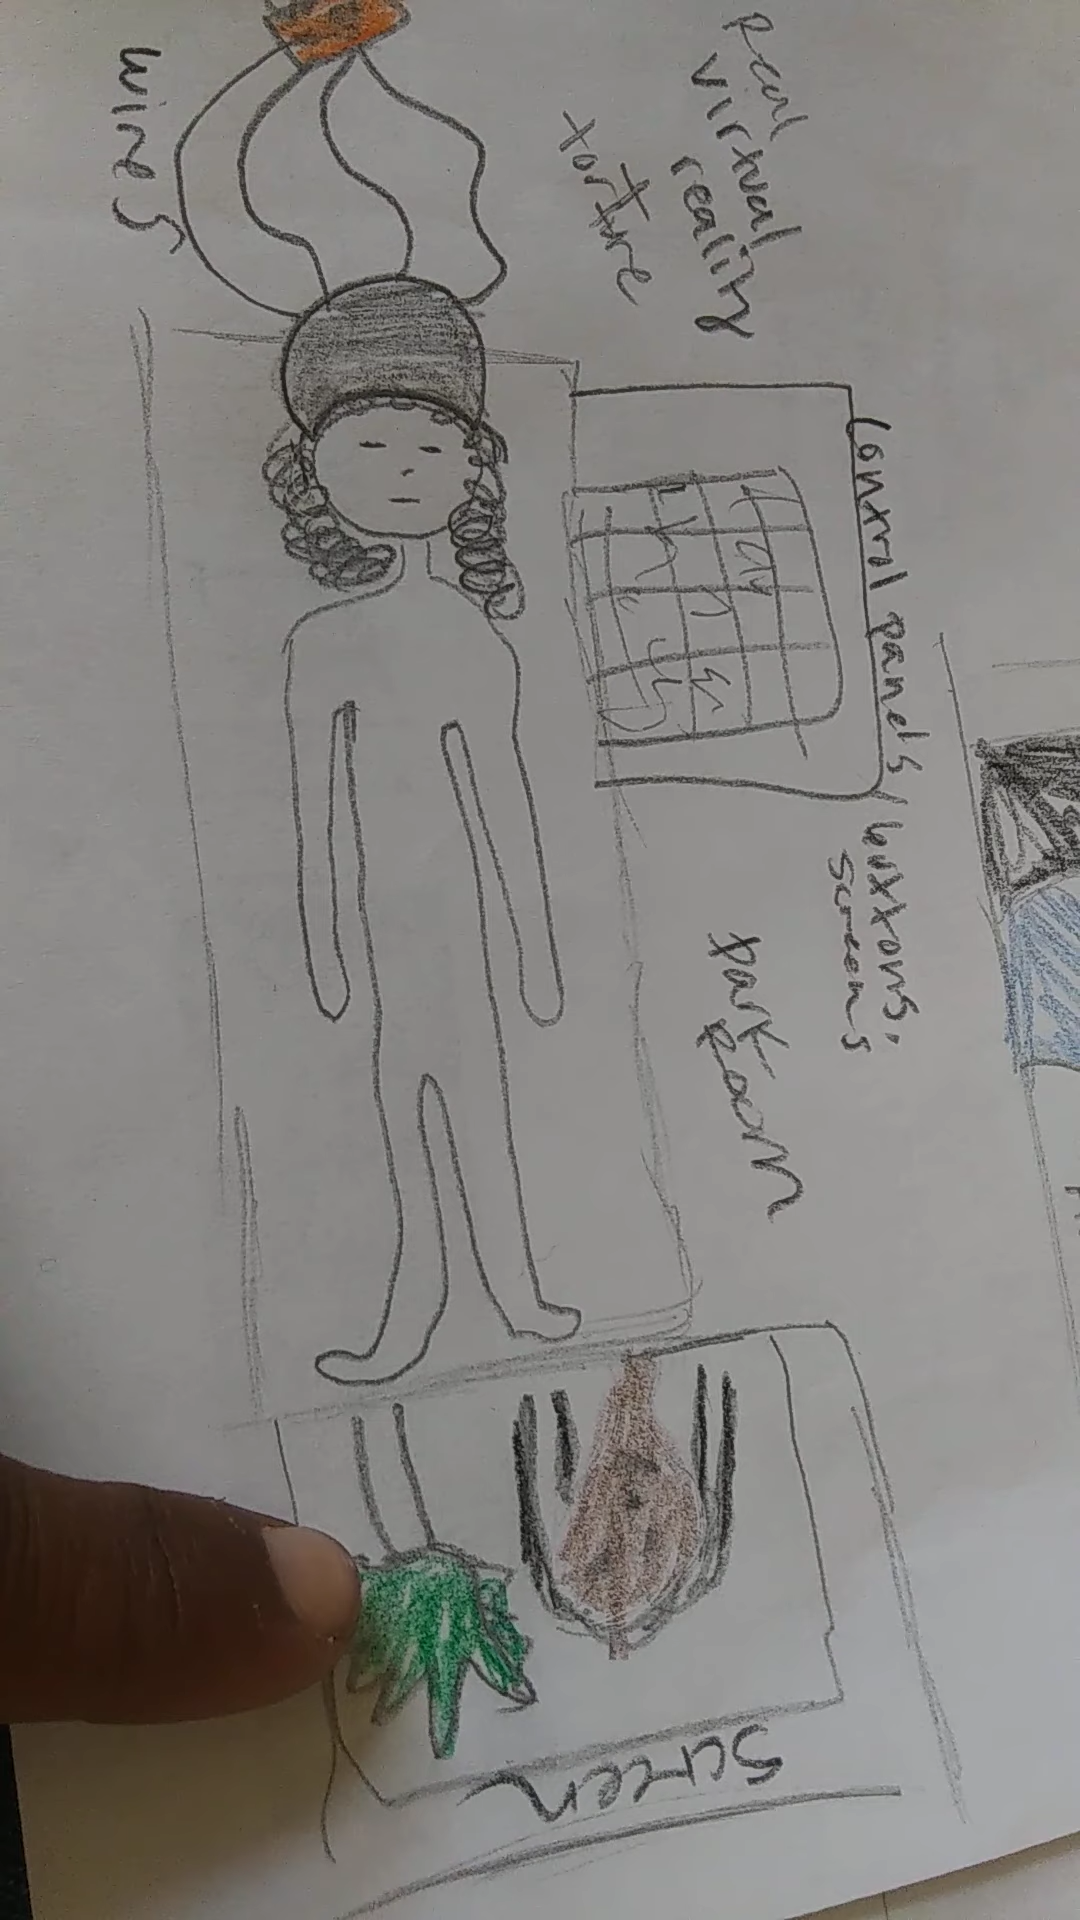 wires
Real
virtual
reality
torture
control panels, buttons,
screens
dark
room
screen